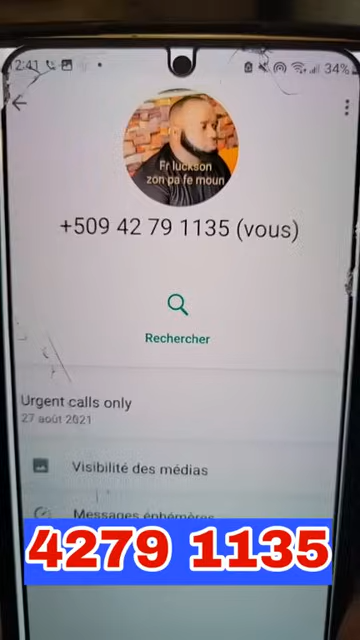 12:41
34%
Fr luckson
zon pa fe moun
+509 42 79 1135 (vous)
Rechercher
Urgent calls only
27 août 2021
Visibilité des médias
Messages éphémères
4279 1135